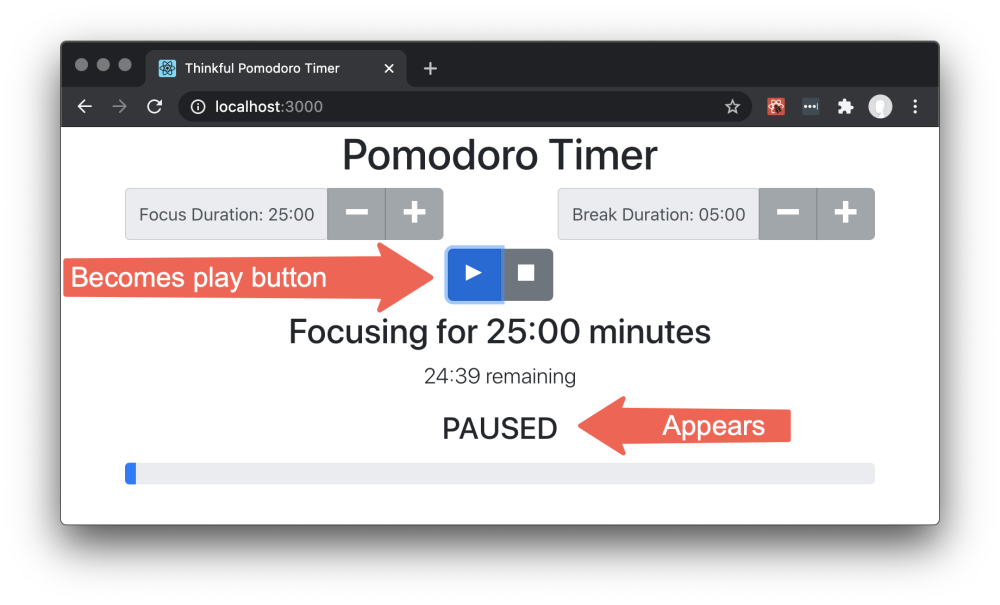 Thinkful Pomodoro Timer
localhost:3000
Pomodoro Timer
Focus Duration: 25:00
Break Duration: 05:00
Becomes play button
Focusing for 25:00 minutes
24:39 remaining
PAUSED
Appears